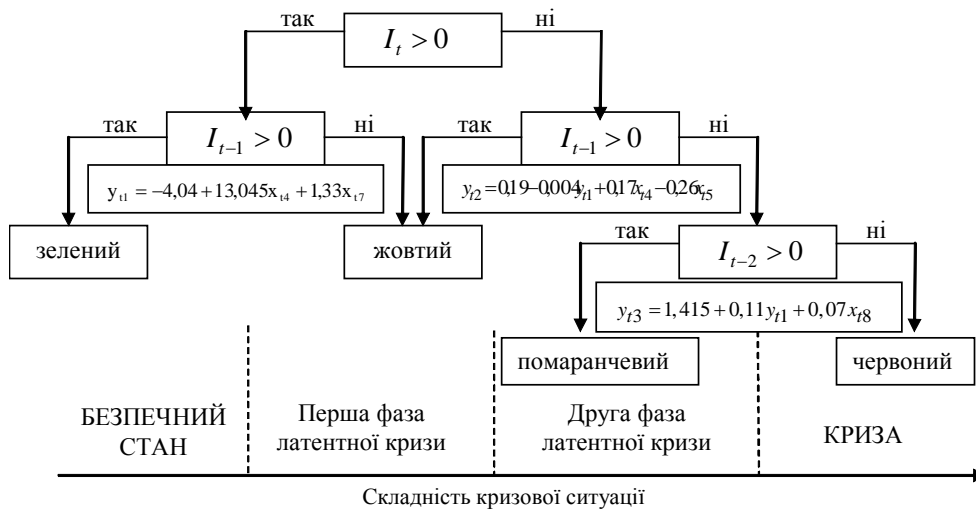 так
I_t > 0
ні
так
I_{t-1} > 0
ні
так
I_{t-1} > 0
ні
y_{t1} = −4,04 + 13,045x_{t4} + 1,33x_{t7}
y_{t2} = 0,19 − 0,004y_{t1} + 0,17x_{t4} − 0,26x_{t5}
зелений
жовтий
так
I_{t-2} > 0
ні
y_{t3} = 1,415 + 0,11y_{t1} + 0,07x_{t8}
помаранчевий
червоний
БЕЗПЕЧНИЙ
СТАН
Перша фаза
латентної кризи
Друга фаза
латентної кризи
КРИЗА
Складність кризової ситуації